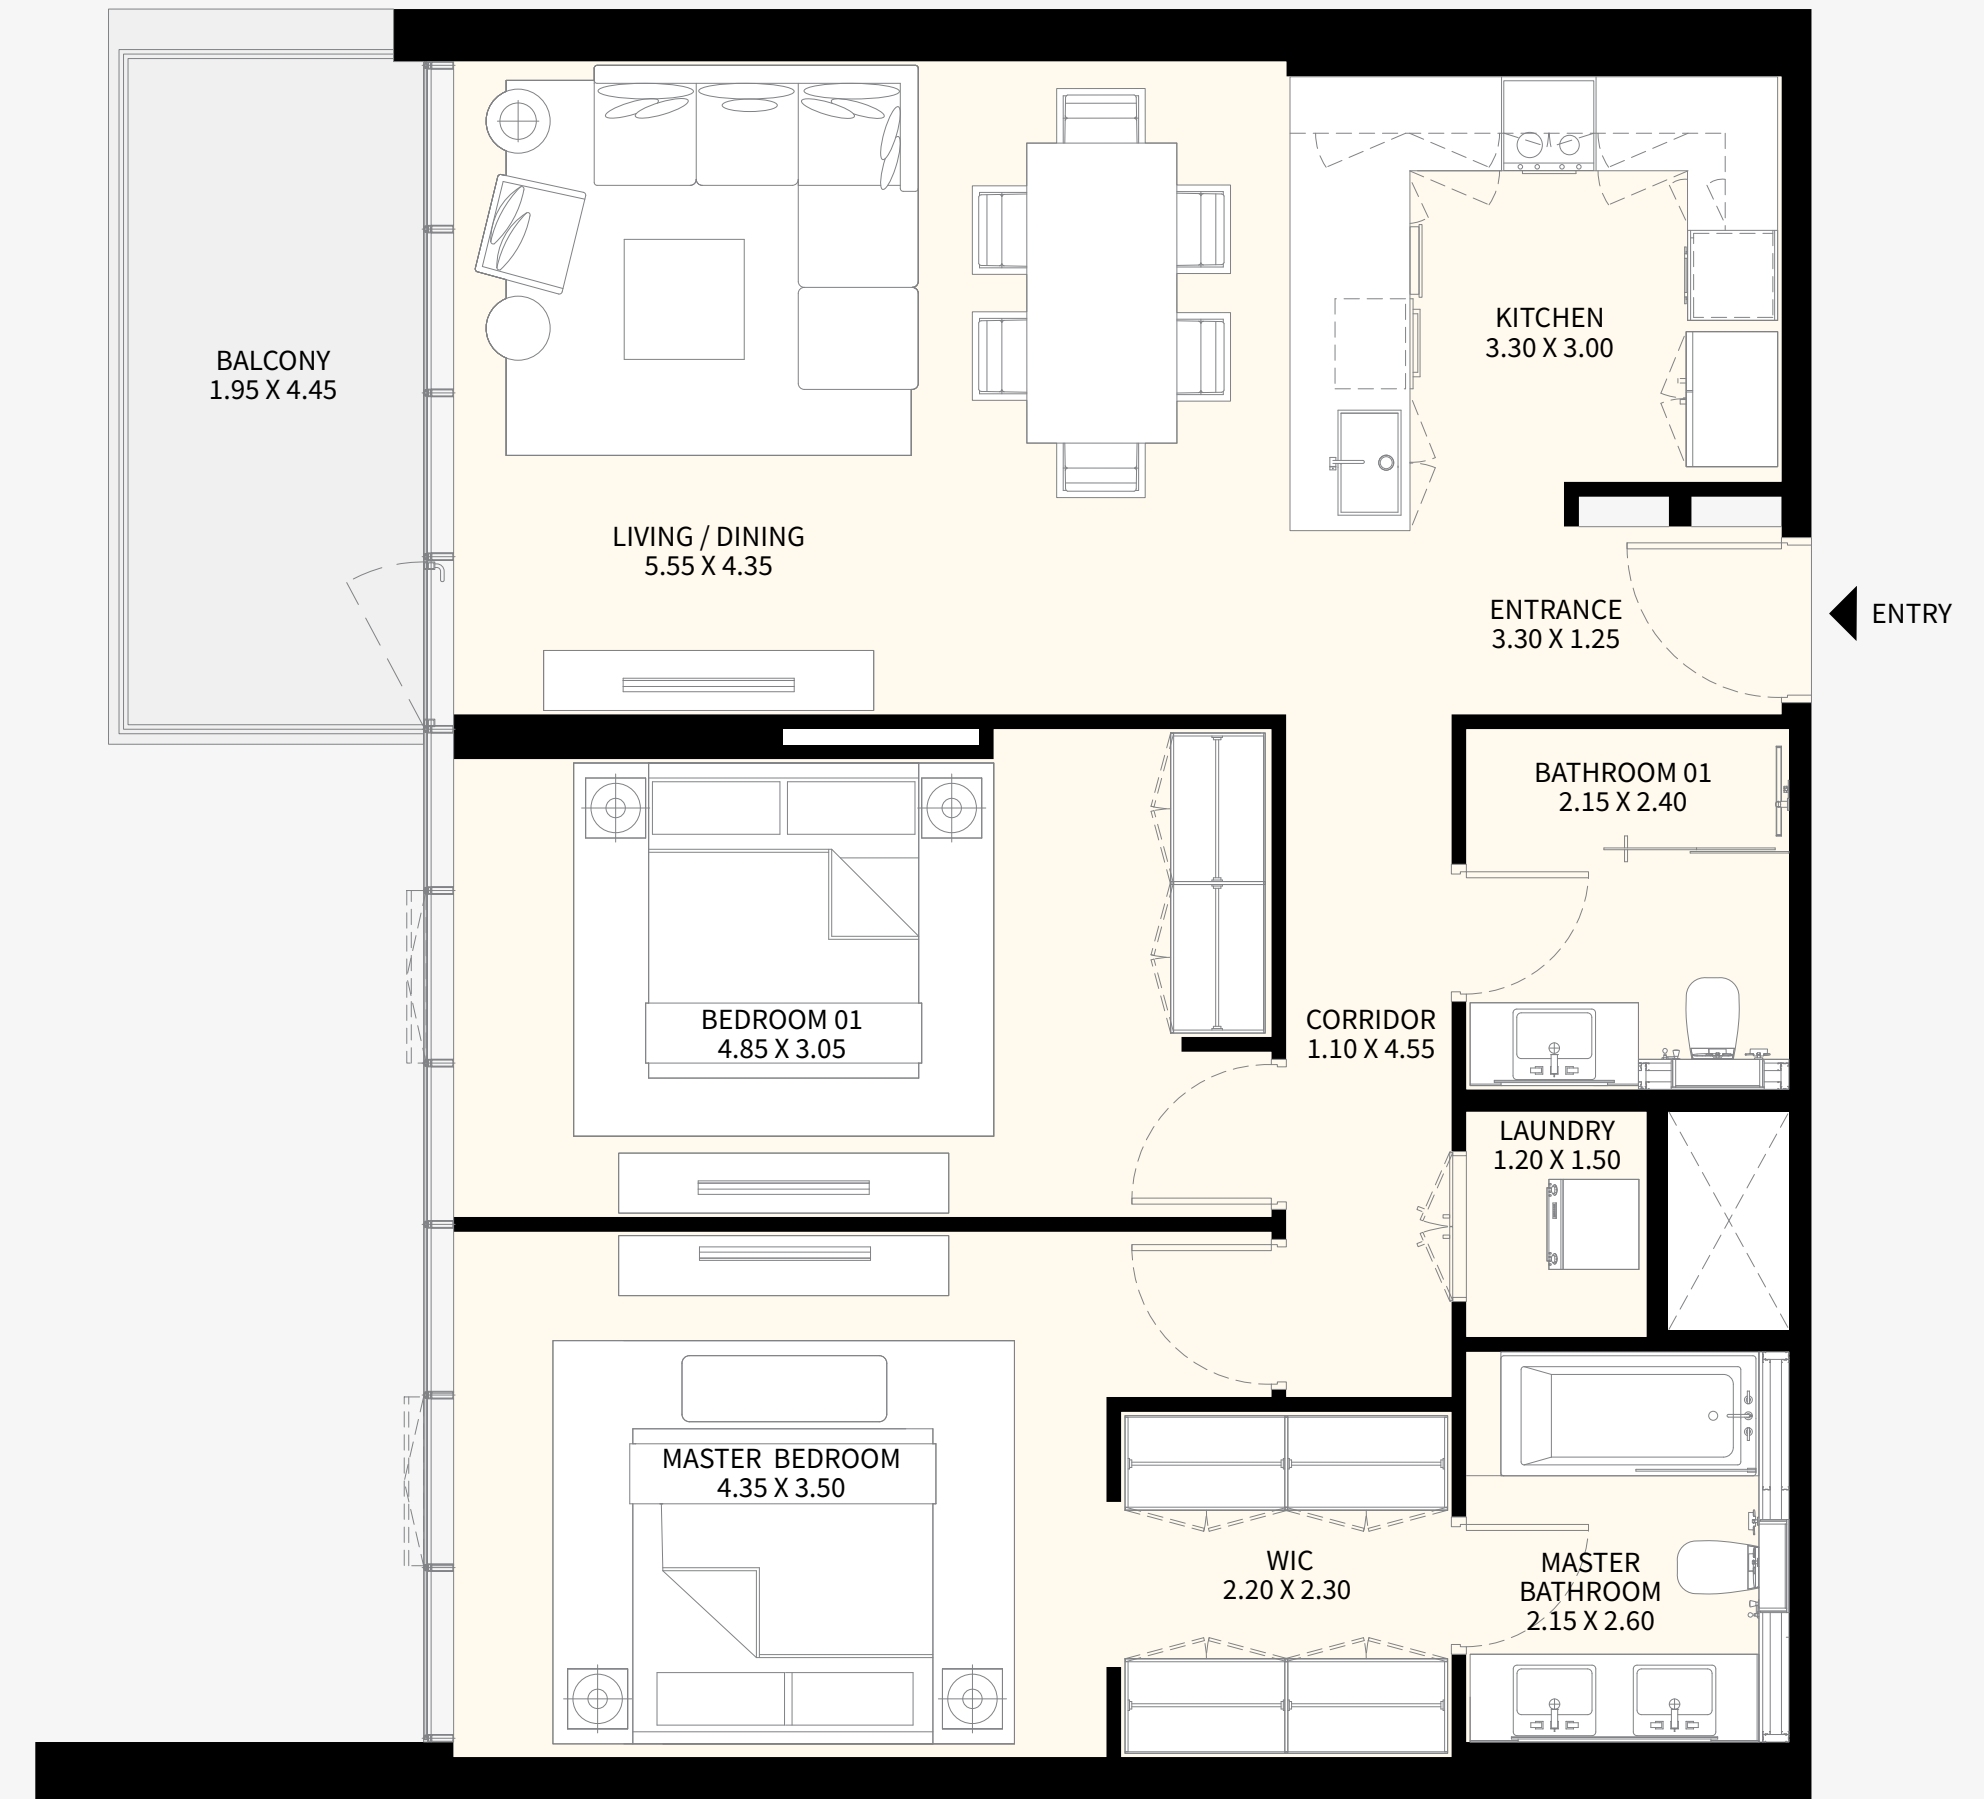 BALCONY
1.95 X 4.45
KITCHEN
3.30 X 3.00
LIVING / DINING
5.55 X 4.35
ENTRANCE
3.30 X 1.25
ENTRY
BATHROOM 01
2.15 X 2.40
BEDROOM 01
4.85 X 3.05
CORRIDOR
1.10 X 4.55
LAUNDRY
1.20 X 1.50
MASTER BEDROOM
4.35 X 3.50
WIC
2.20 X 2.30
MASTER
BATHROOM
2.15 X 2.60